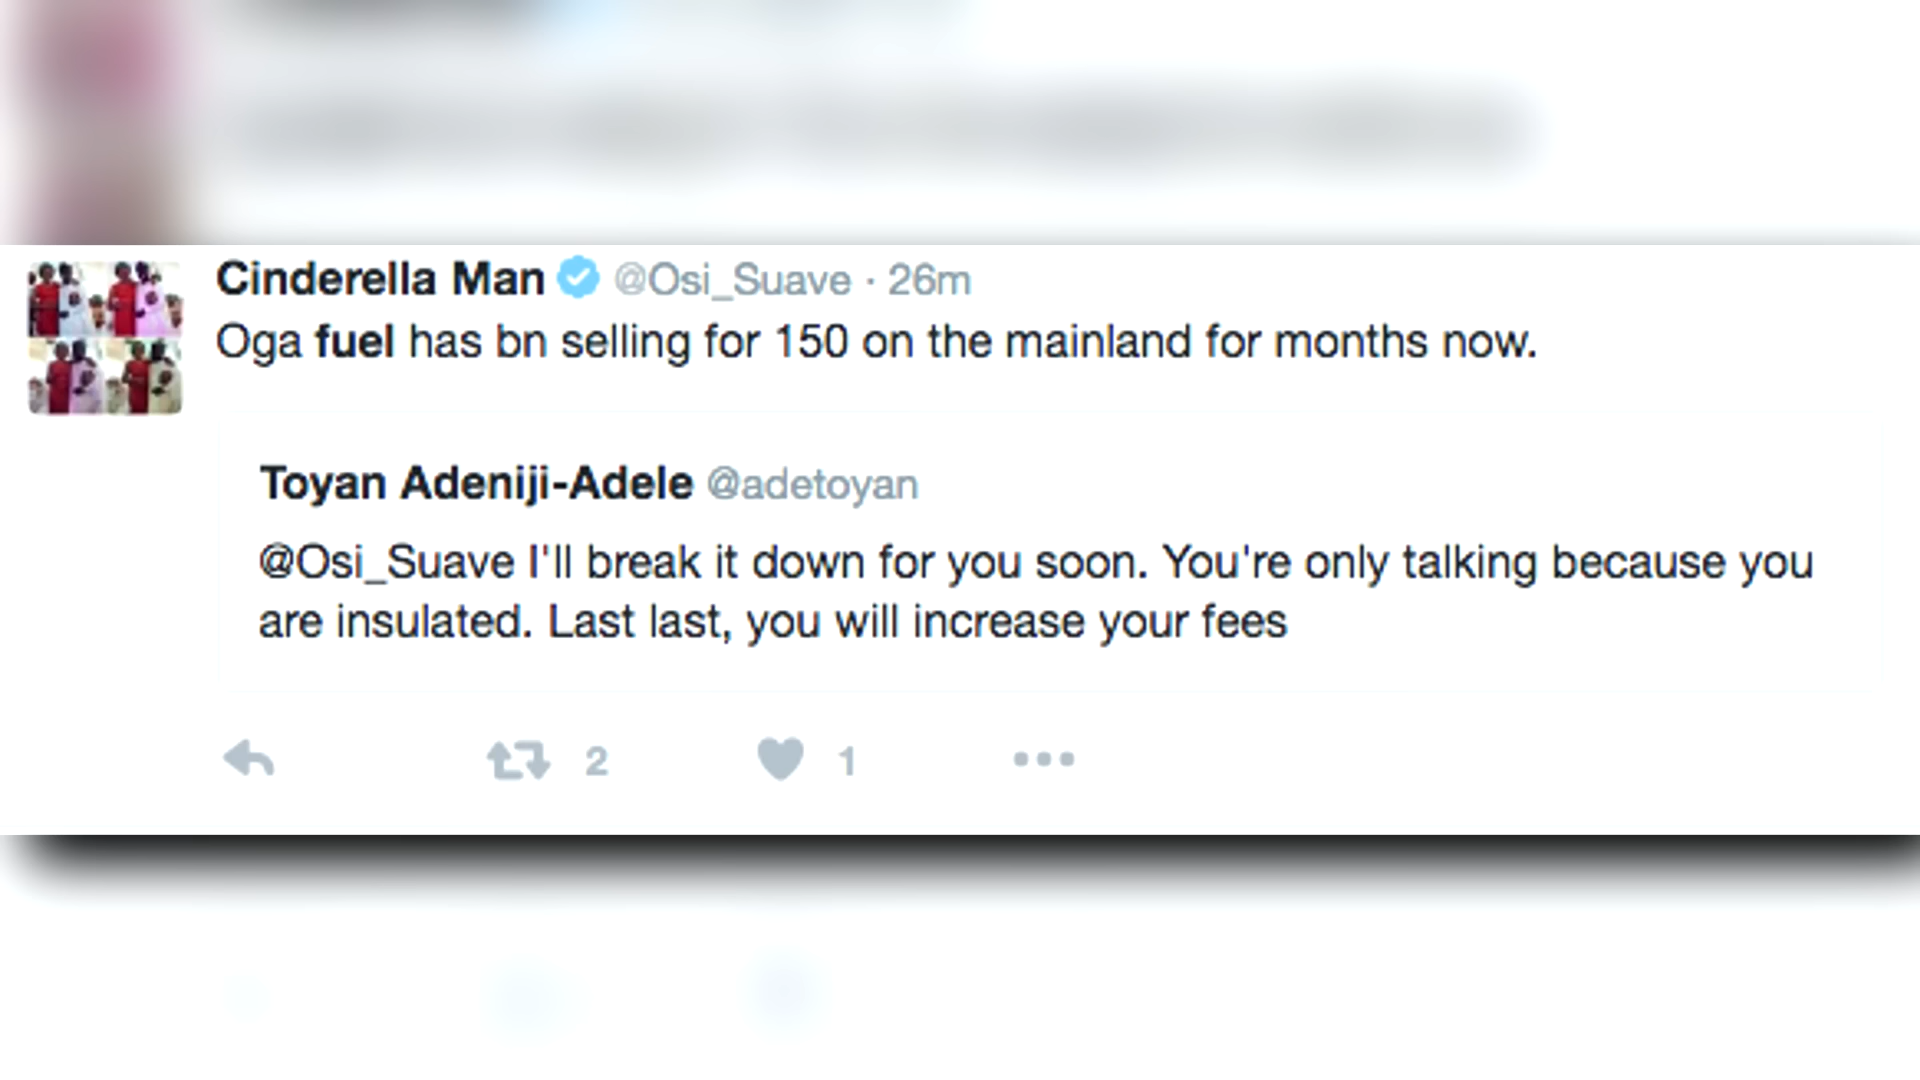 Cinderella Man @Osi_Suave · 26m
Oga fuel has bn selling for 150 on the mainland for months now.
Toyan Adeniji-Adele @adetoyan
@Osi_Suave I'll break it down for you soon. You're only talking because you
are insulated. Last last, you will increase your fees
2 1